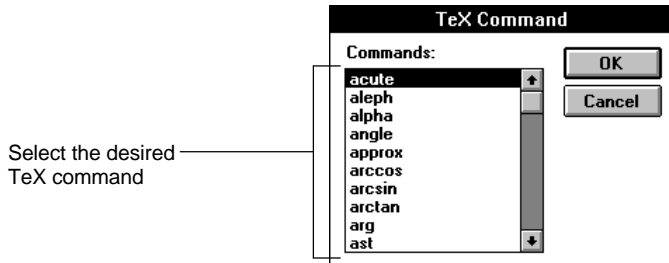 TeX Command
Commands:
acute
aleph
alpha
angle
approx
arccos
arcsin
arctan
arg
ast
OK
Cancel
Select the desired
TeX command